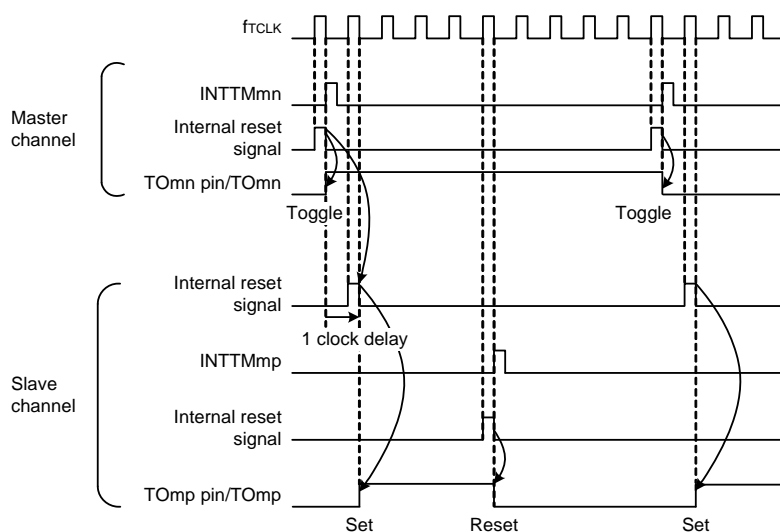 fTCLK
Master
channel
INTTMmn
Internal reset
signal
TOmn pin/TOmn
Toggle
Toggle
Slave
channel
Internal reset
signal
1 clock delay
INTTMmp
Internal reset
signal
TOmp pin/TOmp
Set
Reset
Set